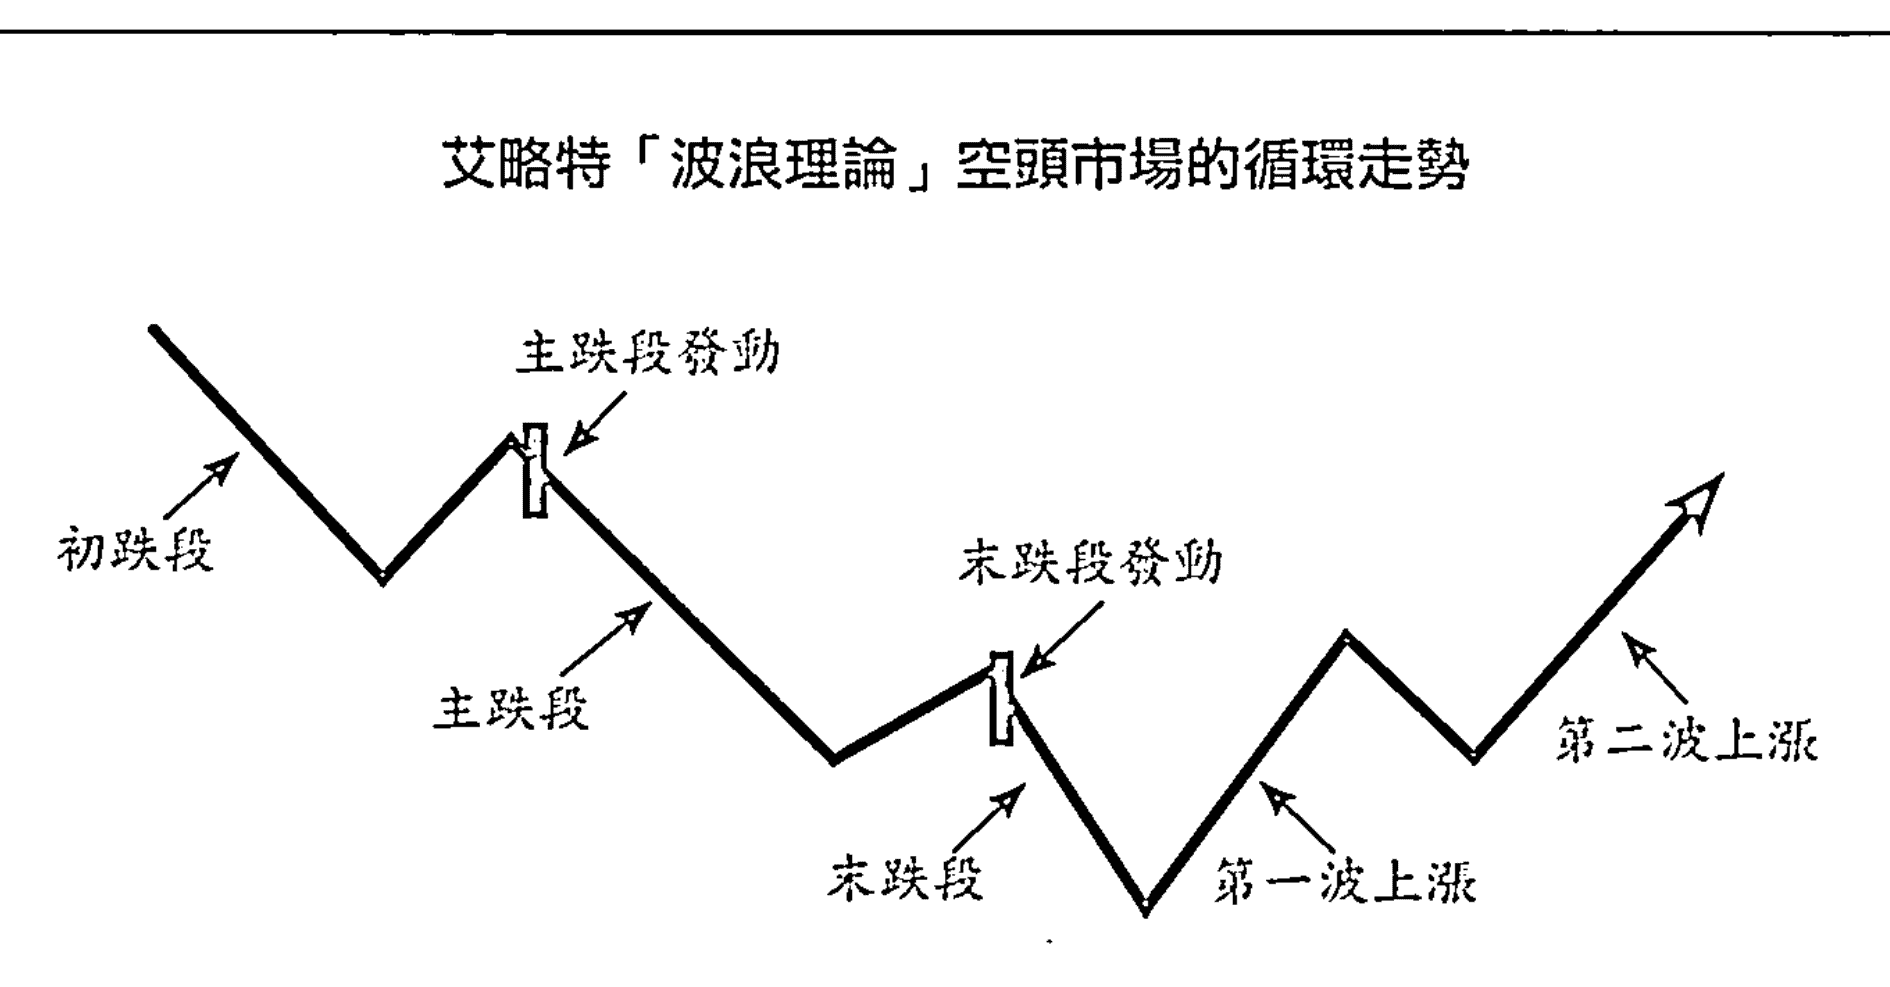 艾略特「波浪理論」空頭市場的循環走勢
主跌段發動
初跌段
末跌段發動
主跌段
第二波上漲
末跌段
第一波上漲